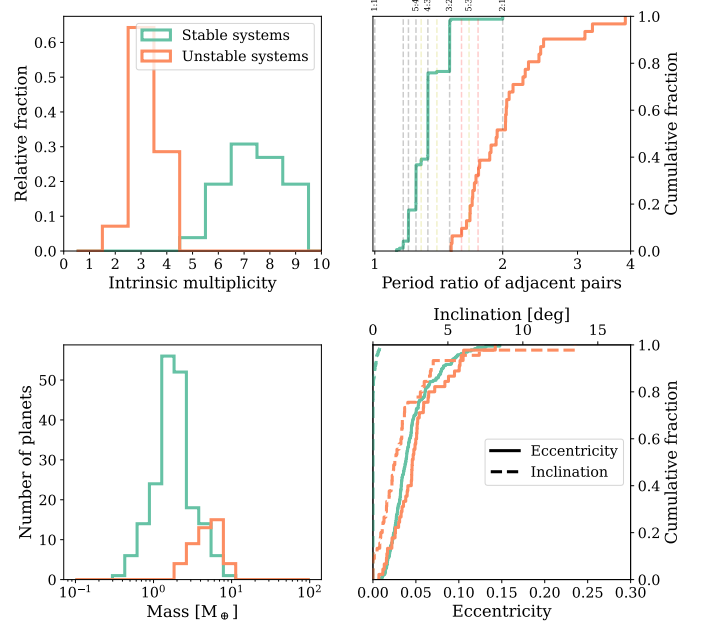 1:1 5:4 4:3 3:2 5:3 2:1
Stable systems
Unstable systems
Relative fraction
0.0 0.1 0.2 0.3 0.4 0.5 0.6
0 1 2 3 4 5 6 7 8 9 10
Intrinsic multiplicity
Cumulative fraction
0.0 0.2 0.4 0.6 0.8 1.0
1 2 3 4
Period ratio of adjacent pairs
Number of planets
0 10 20 30 40 50
10⁻¹ 10⁰ 10¹ 10²
Mass [M⊕]
Inclination [deg]
0 5 10 15
Eccentricity
Inclination
Cumulative fraction
0.0 0.2 0.4 0.6 0.8 1.0
0.00 0.05 0.10 0.15 0.20 0.25 0.30
Eccentricity